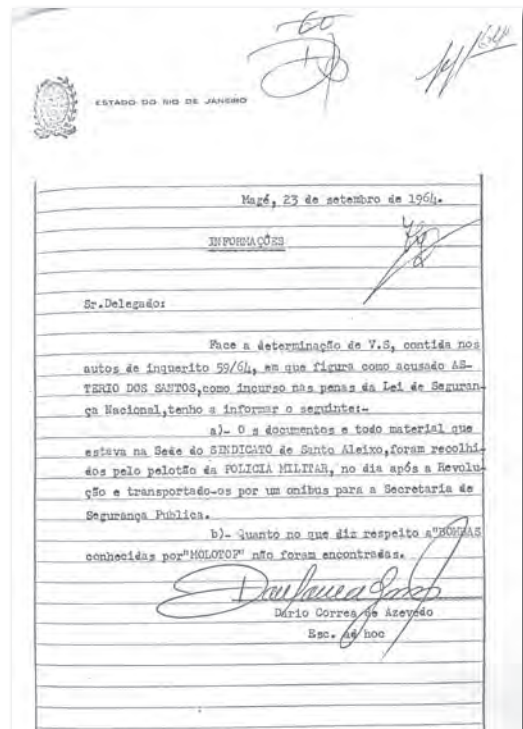 ESTADO DO RIO DE JANEIRO
Magé, 23 de setembro de 1964.
INFORMAÇÕES
Sr.Delegado:
Face a determinação de V.S, contida nos
autos de inquerito 59/64, em que figura como acusado AS-
TERIO DOS SANTOS,como incurso nas penas da Lei de Seguran-
ça Nacional,tenho a informar o seguinte:-
a)- O s documentos e todo material que
estava na Sede do SINDICATO de Santo Aleixo,foram recolhi-
dos pelo pelotão da POLICIA MILITAR, no dia após a Revolu-
ção e transportado-os por um onibus para a Secretaria de
Segurança Publica.
b)- Quanto no que diz respeito a"BOMBAS
conhecidas por"MOLOTOF" não foram encontradas.
Dario Correa de Azevedo
Esc. ad hoc